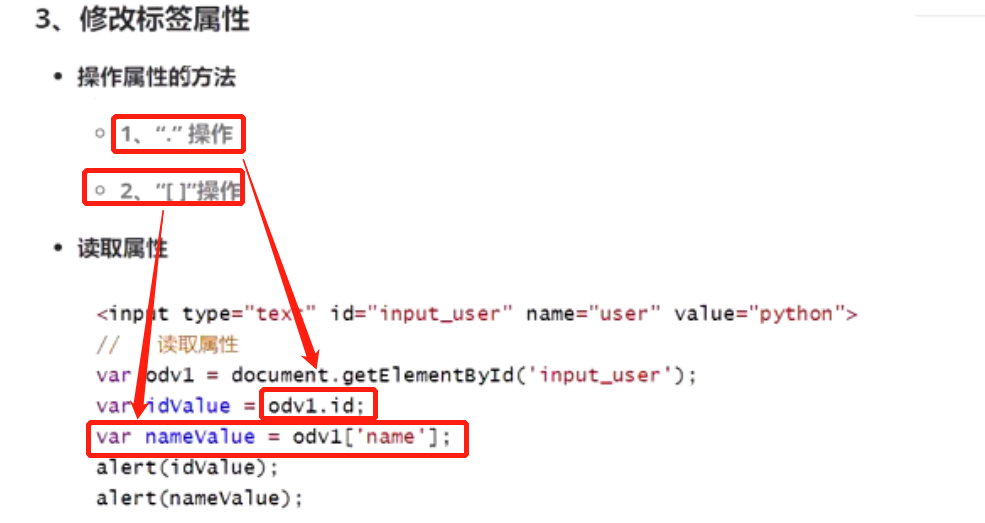 3、修改标签属性
• 操作属性的方法
○ 1、“.” 操作
○ 2、“[ ]”操作
• 读取属性
<input type="text" id="input_user" name="user" value="python">
// 读取属性
var odv1 = document.getElementById('input_user');
var idValue = odv1.id;
var nameValue = odv1['name'];
alert(idValue);
alert(nameValue);